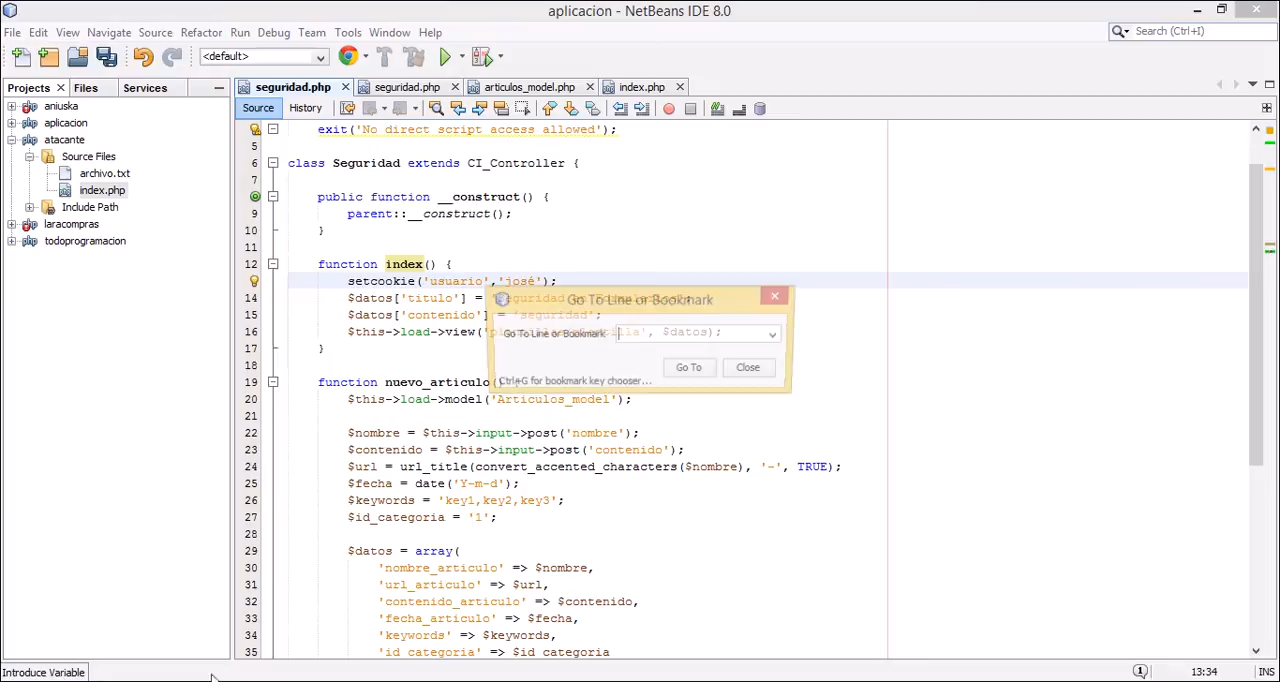 aplicacion - NetBeans IDE 8.0
File Edit View Navigate Source Refactor Run Debug Team Tools Window Help
Search (Ctrl+I)
<default>
Projects Files Services
seguridad.php seguridad.php articulos_model.php index.php
Source History
aniuska
aplicacion
atacante
Source Files
archivo.txt
index.php
Include Path
laracompras
todoprogramacion
exit('No direct script access allowed');
5
6 class Seguridad extends CI_Controller {
7
8 public function __construct() {
9 parent::__construct();
10 }
11
12 function index() {
setcookie('usuario','josé');
14 $datos['titulo'] =
15 $datos['contenido'] = 'seguridad';
16 $this->load->view(' $datos);
17 }
18
19 function nuevo_articulo()
20 $this->load->model('Articulos_model');
21
22 $nombre = $this->input->post('nombre');
23 $contenido = $this->input->post('contenido');
24 $url = url_title(convert_accented_characters($nombre), '-', TRUE);
25 $fecha = date('Y-m-d');
26 $keywords = 'key1,key2,key3';
27 $id_categoria = '1';
28
29 $datos = array(
30 'nombre_articulo' => $nombre,
31 'url_articulo' => $url,
32 'contenido_articulo' => $contenido,
33 'fecha_articulo' => $fecha,
34 'keywords' => $keywords,
35 'id_categoria' => $id_categoria
Go To Line or Bookmark
Go To Line or Bookmark
Go To Close
Ctrl+G for bookmark key chooser...
Introduce Variable
1
13:34 INS